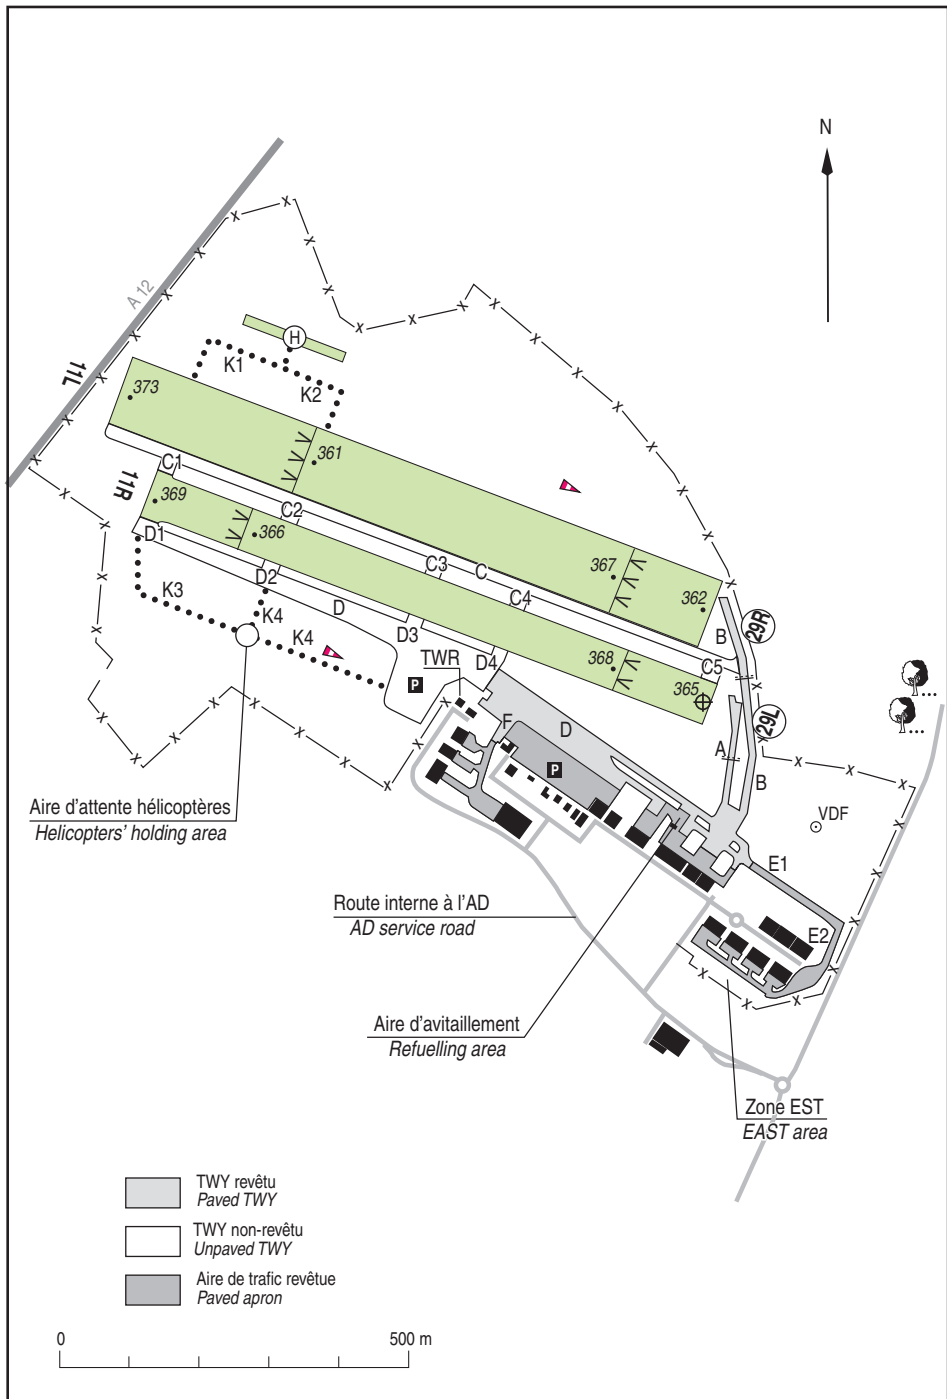 N
A 12
H
K1
K2
11L
373
361
C1
11R
369
C2
366
D1
D2
C3
C
C4
367
362
B
29R
K3
K4
D
D3
K4
D4
TWR
368
C5
365
P
29L
F
D
A
B
P
VDF
Aire d'attente hélicoptères
Helicopters' holding area
E1
Route interne à l'AD
AD service road
E2
Aire d'avitaillement
Refuelling area
Zone EST
EAST area
TWY revêtu
Paved TWY
TWY non-revêtu
Unpaved TWY
Aire de trafic revêtue
Paved apron
0 500 m